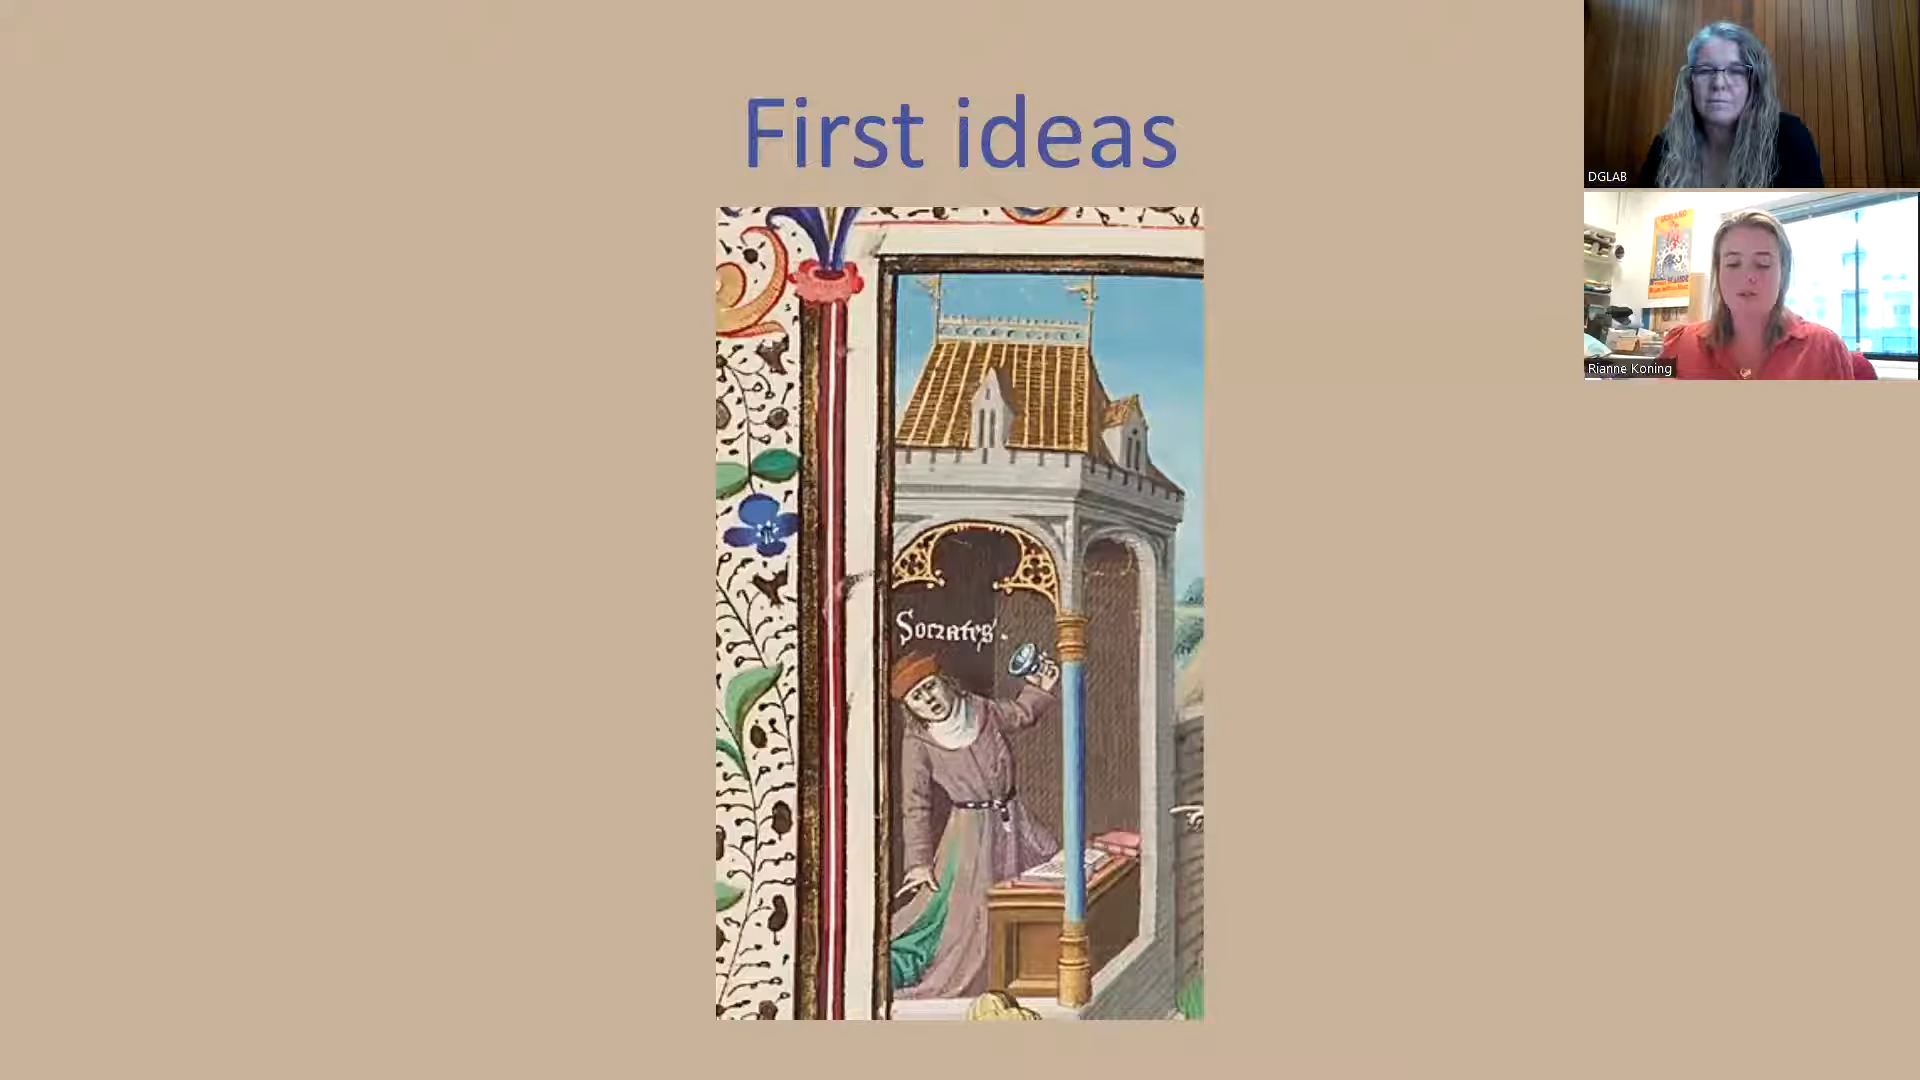 First ideas
Socrates.
DGLAB
Rianne Koning